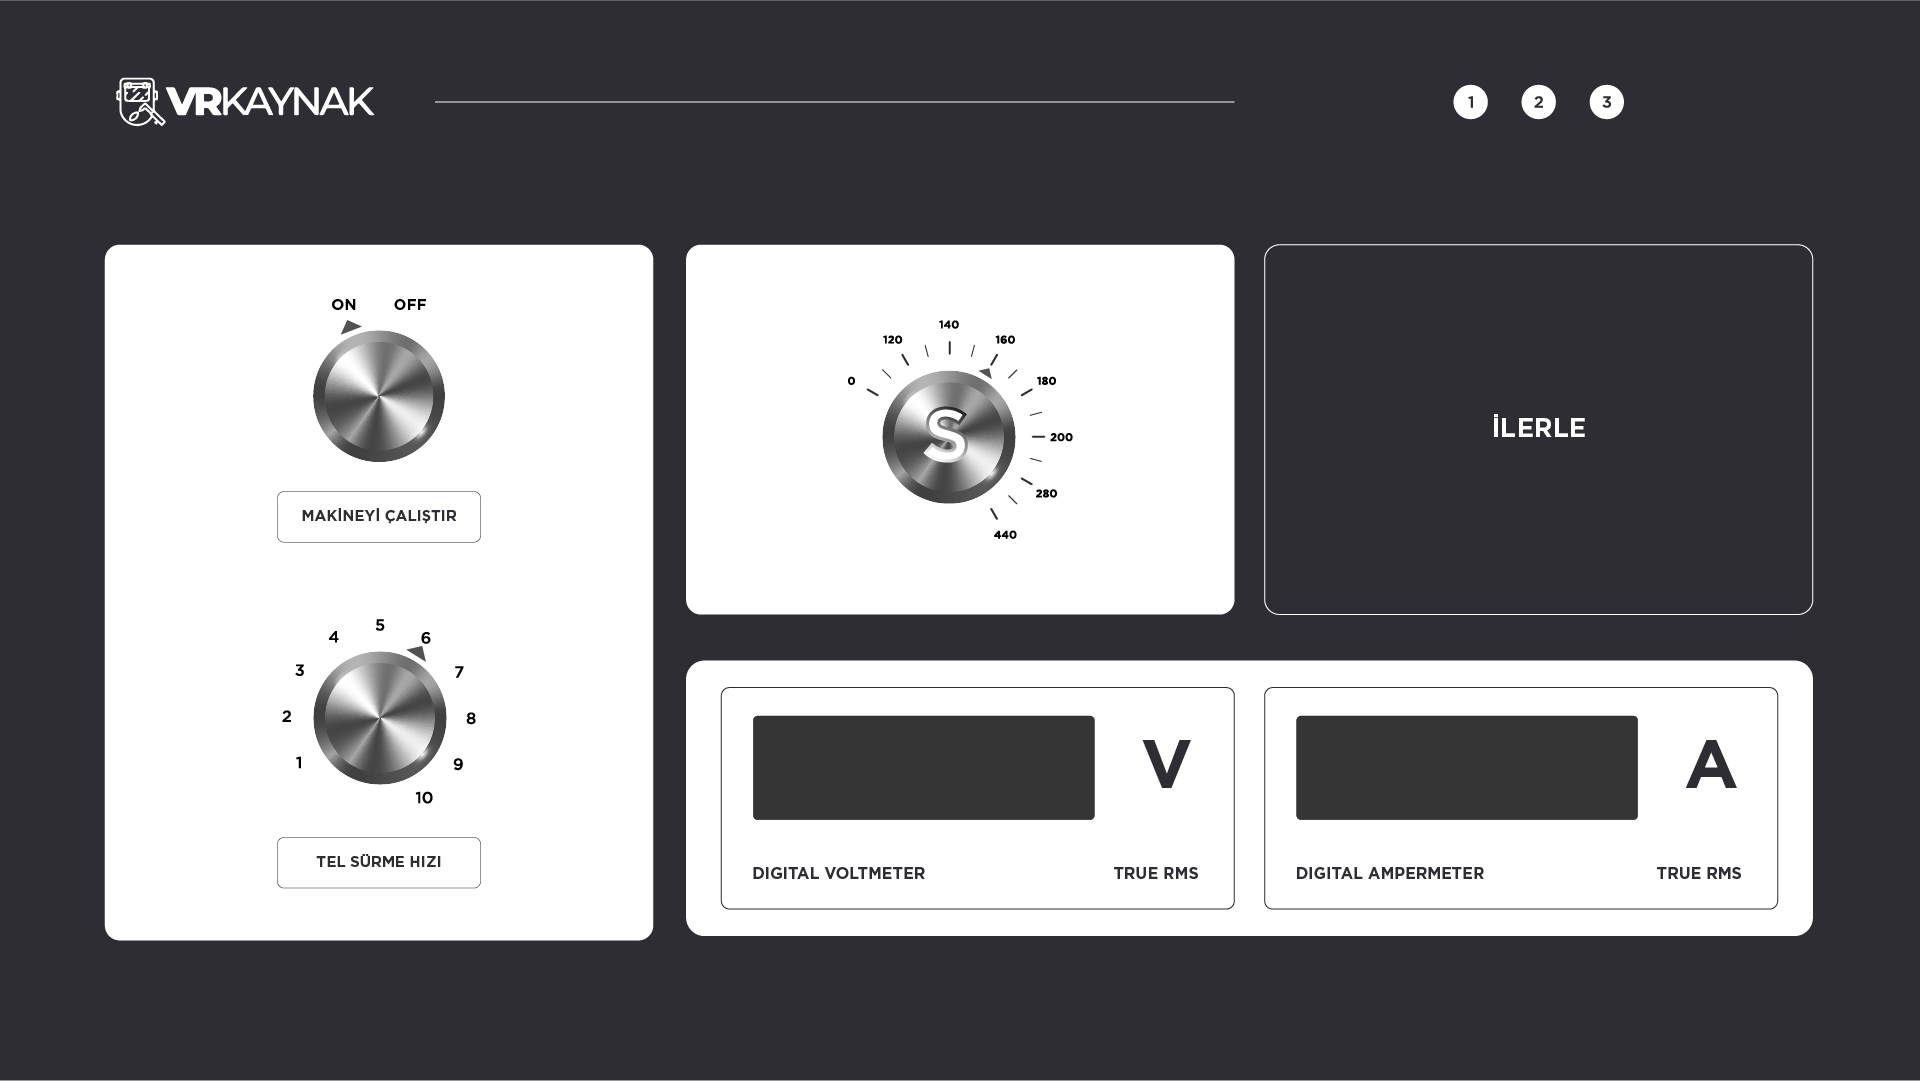 VRKAYNAK
1 2 3
ON OFF
MAKİNEYİ ÇALIŞTIR
1 2 3 4 5 6 7 8 9 10
TEL SÜRME HIZI
0 120 140 160 180 200 280 440
S
İLERLE
V
DIGITAL VOLTMETER TRUE RMS
A
DIGITAL AMPERMETER TRUE RMS